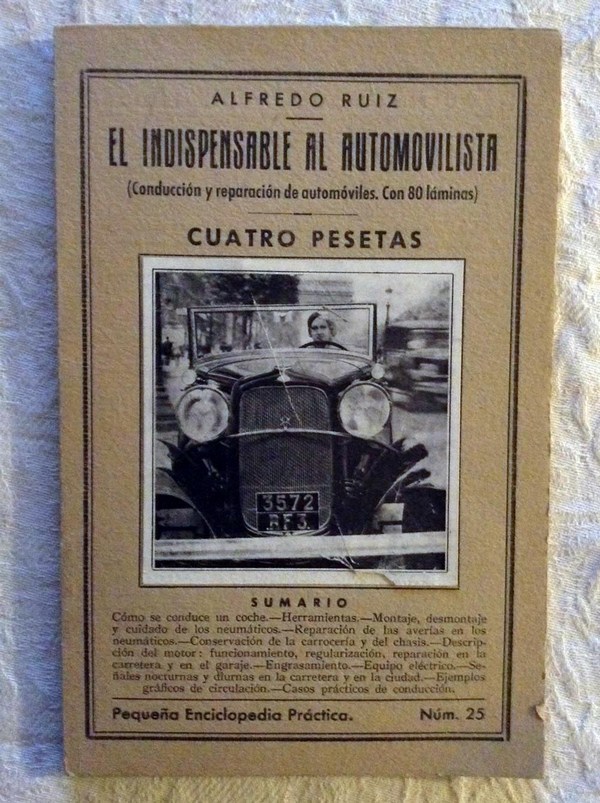 ALFREDO RUIZ
EL INDISPENSABLE AL AUTOMOVILISTA
(Conducción y reparación de automóviles. Con 80 láminas)
CUATRO PESETAS
3572
RF3
SUMARIO
Cómo se conduce un coche.—Herramientas.—Montaje, desmontaje
y cuidado de los neumáticos.—Reparación de las averías en los
neumáticos.—Conservación de la carrocería y del chasis.—Descrip-
ción del motor: funcionamiento, regularización, reparación en la
carretera y en el garaje.—Engrasamiento.—Equipo eléctrico.—Se-
ñales nocturnas y diurnas en la carretera y en la ciudad.—Ejemplos
gráficos de circulación.—Casos prácticos de conducción.
Pequeña Enciclopedia Práctica. Núm. 25